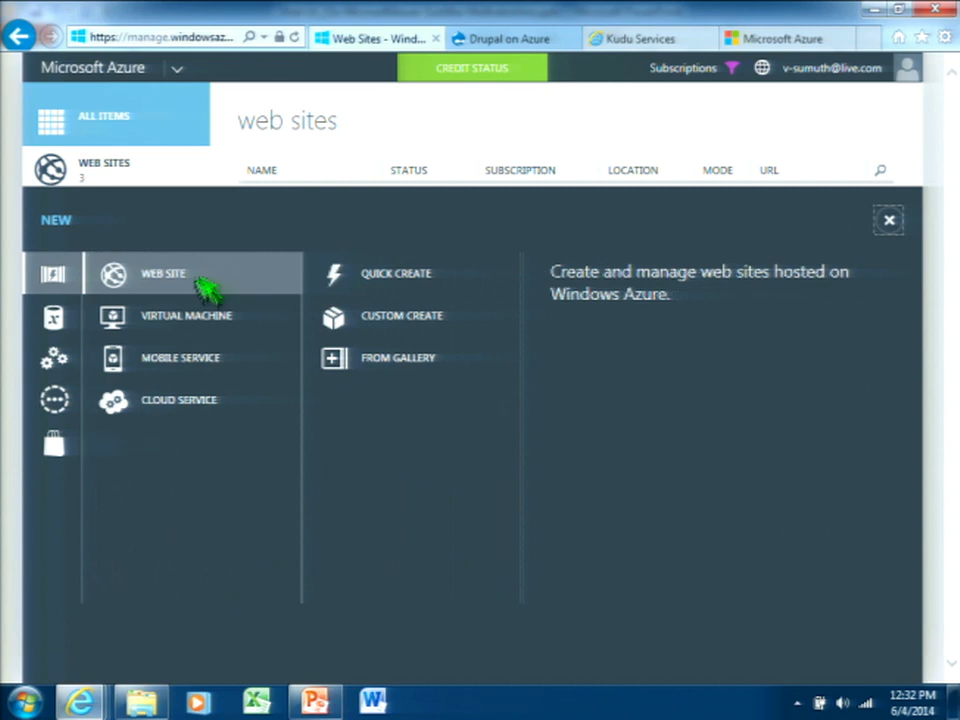 https://manage.windowsaz...
Web Sites - Wind...
Drupal on Azure
Kudu Services
Microsoft Azure
Microsoft Azure
CREDIT STATUS
Subscriptions
v-sumuth@live.com
ALL ITEMS
web sites
WEB SITES
3
NAME STATUS SUBSCRIPTION LOCATION MODE URL
NEW
WEB SITE
VIRTUAL MACHINE
MOBILE SERVICE
CLOUD SERVICE
QUICK CREATE
CUSTOM CREATE
FROM GALLERY
Create and manage web sites hosted on
Windows Azure.
12:32 PM
6/4/2014